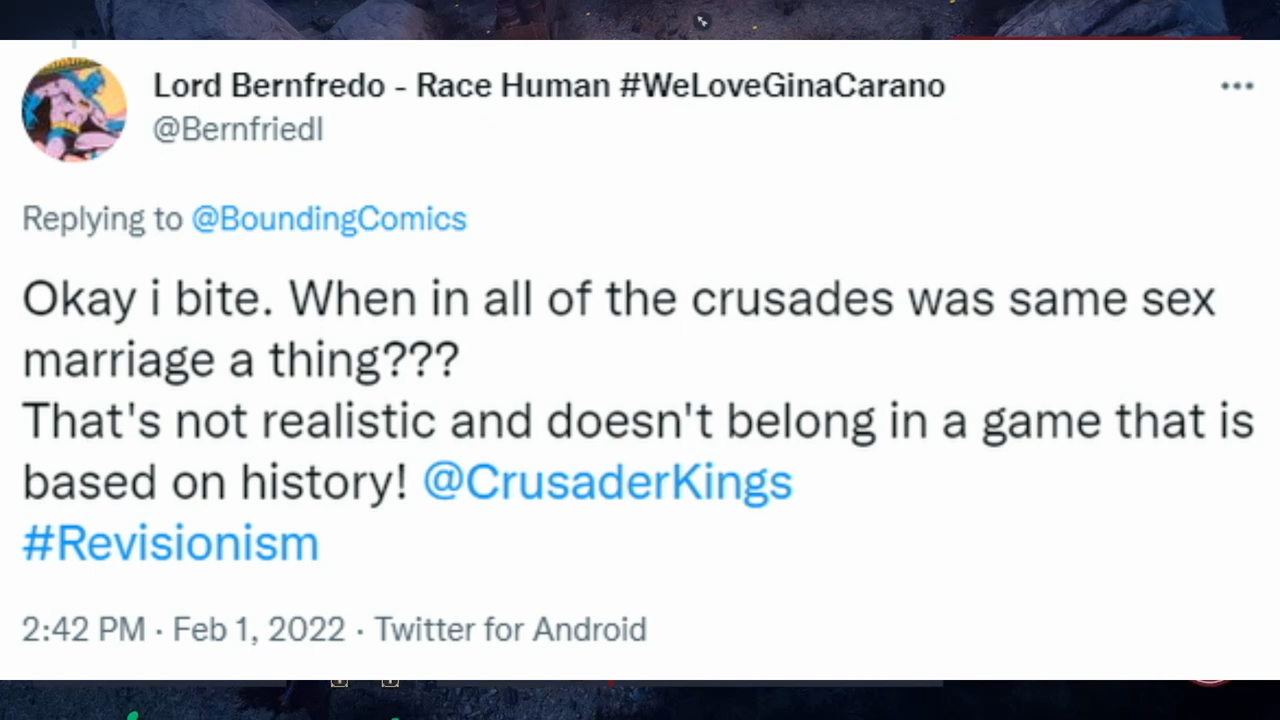 Lord Bernfredo - Race Human #WeLoveGinaCarano
@Bernfriedl
Replying to @BoundingComics
Okay i bite. When in all of the crusades was same sex
marriage a thing???
That's not realistic and doesn't belong in a game that is
based on history! @CrusaderKings
#Revisionism
2:42 PM · Feb 1, 2022 · Twitter for Android